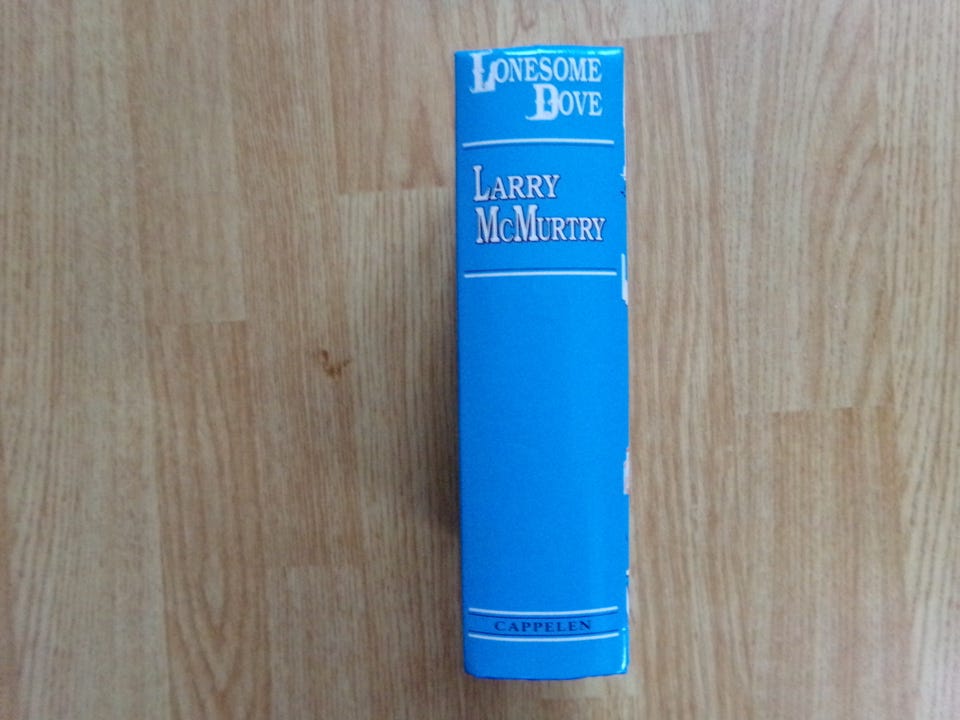 LONESOME
DOVE
LARRY
MCMURTRY
CAPPELEN